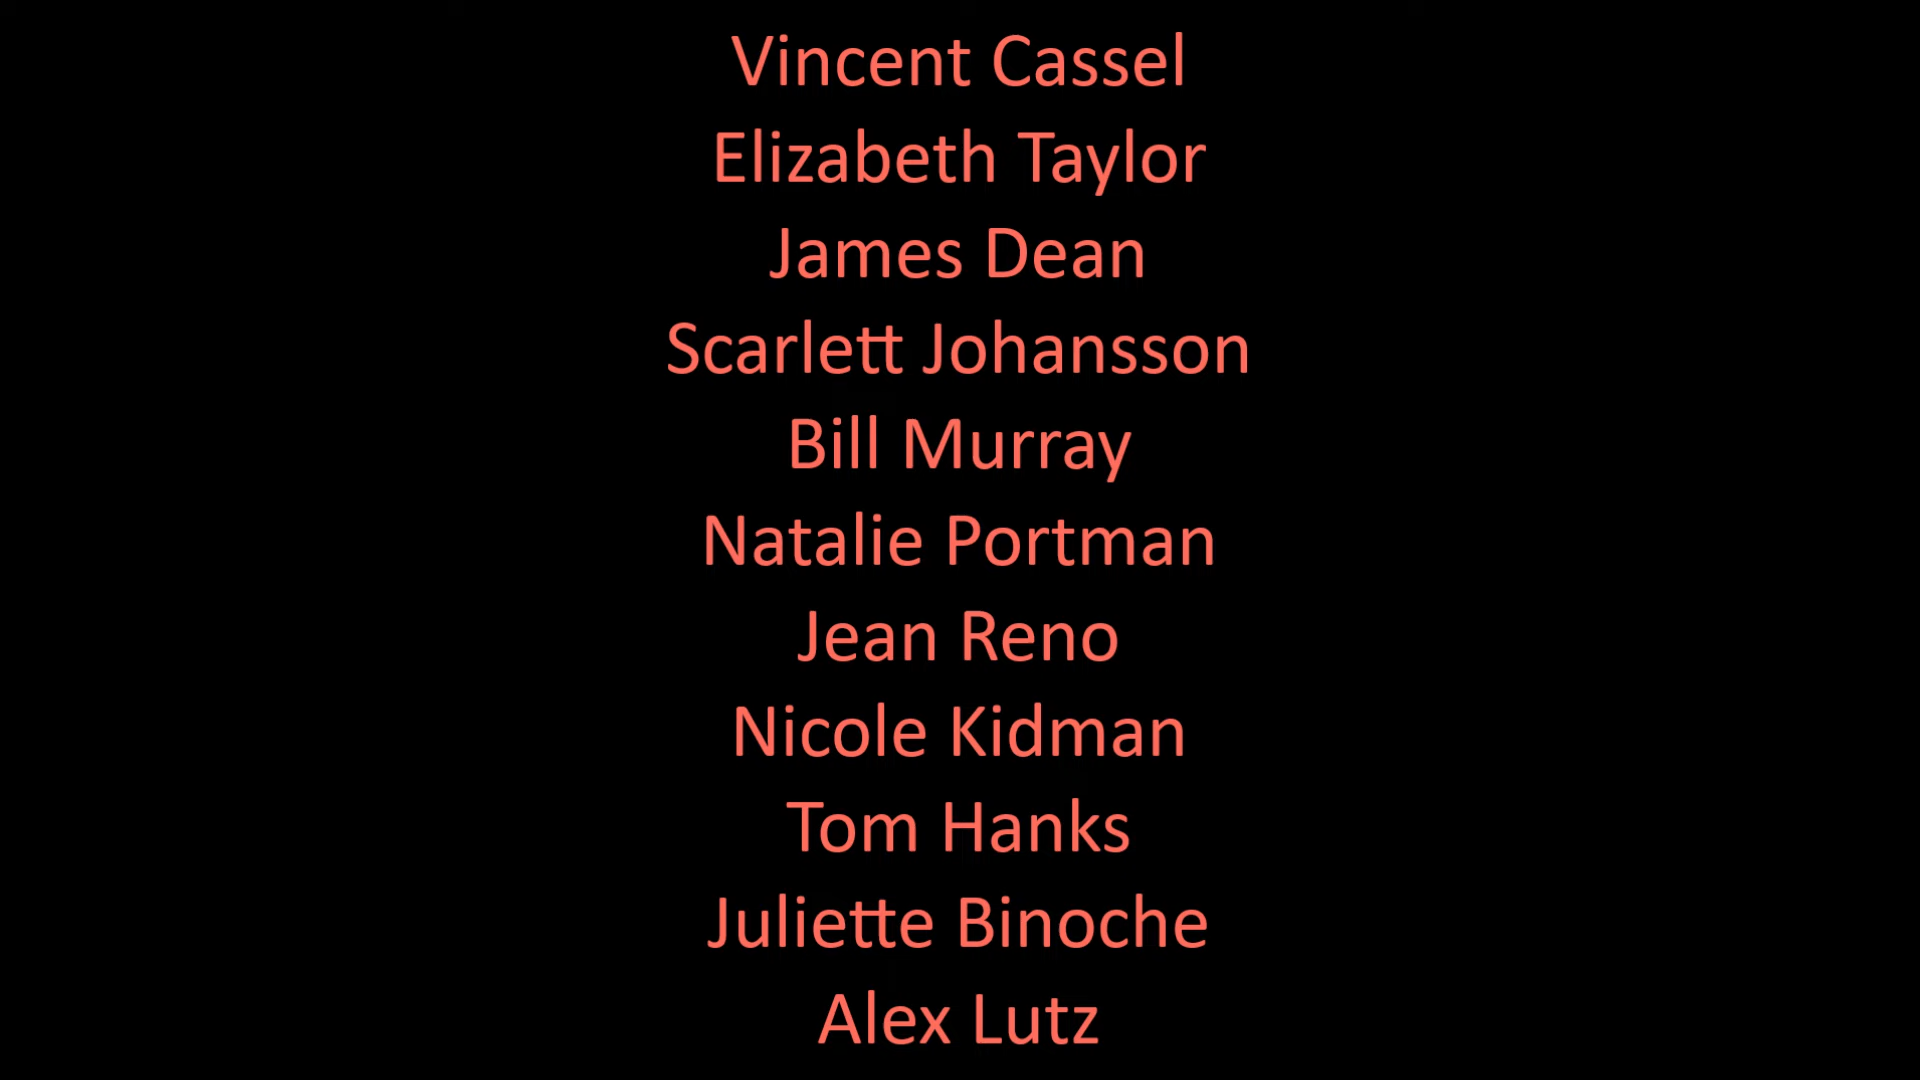 Vincent Cassel
Elizabeth Taylor
James Dean
Scarlett Johansson
Bill Murray
Natalie Portman
Jean Reno
Nicole Kidman
Tom Hanks
Juliette Binoche
Alex Lutz